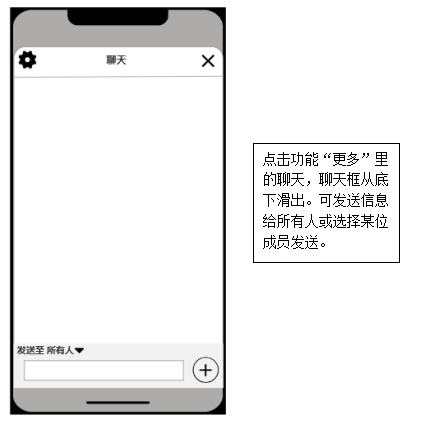 聊天
点击功能“更多”里
的聊天，聊天框从底
下滑出。可发送信息
给所有人或选择某位
成员发送。
发送至 所有人